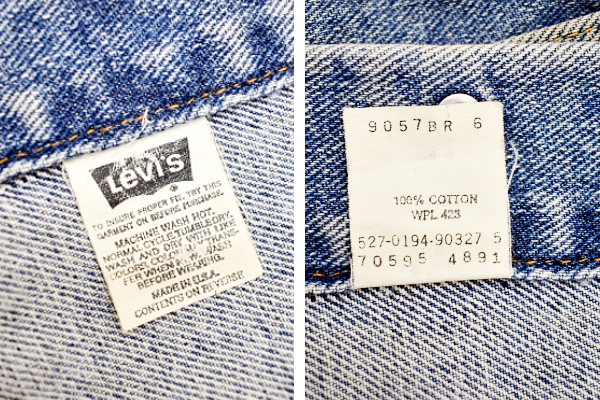 Levi's
®
TO INSURE PROPER FIT, TRY THIS
GARMENT ON BEFORE PURCHASE.
MACHINE WASH HOT,
NORMAL CYCLE, TUMBLE DRY.
WASH AND DRY WITH LIKE
COLORS. COLOR MAY TRANS-
FER WHEN NEW. WASH
BEFORE WEARING.
MADE IN U.S.A.
CONTENTS ON REVERSE
9057BR 6
100% COTTON
WPL 423
527-0194-90327 5
70595 4891